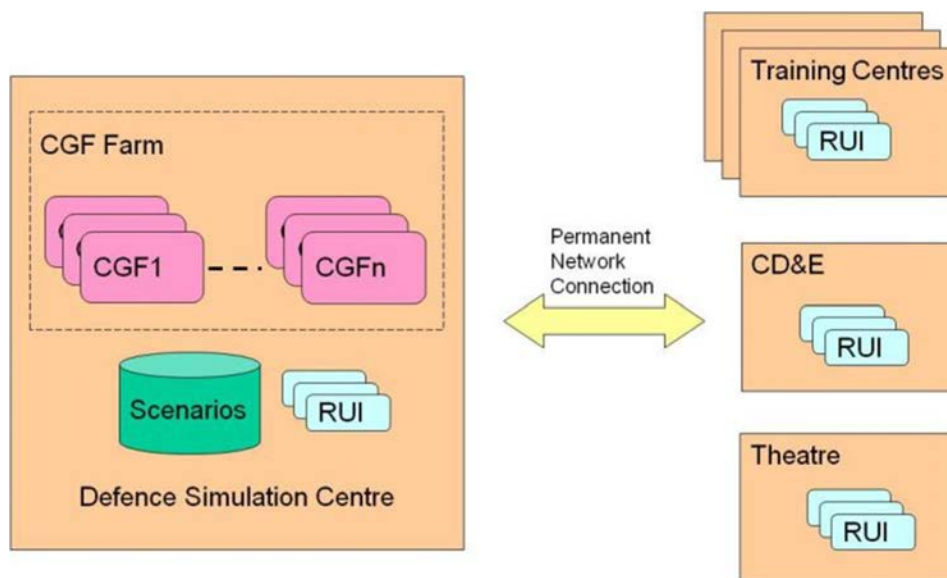 CGF Farm
CGF1
CGFn
Scenarios
RUI
Defence Simulation Centre
Permanent
Network
Connection
Training Centres
RUI
CD&E
RUI
Theatre
RUI